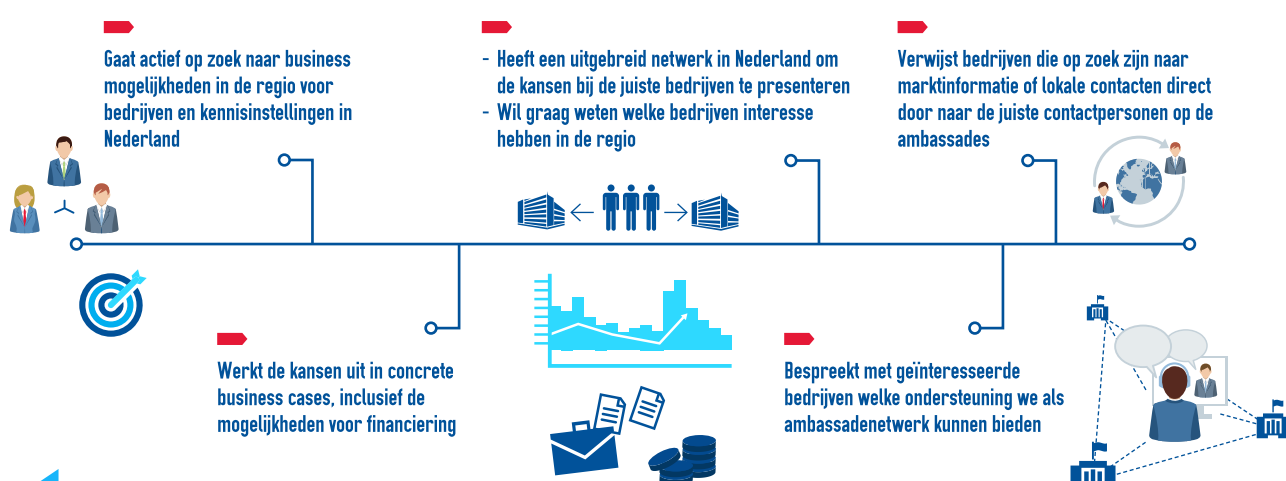 Gaat actief op zoek naar business
mogelijkheden in de regio voor
bedrijven en kennisinstellingen in
Nederland
Werkt de kansen uit in concrete
business cases, inclusief de
mogelijkheden voor financiering
- Heeft een uitgebreid netwerk in Nederland om
de kansen bij de juiste bedrijven te presenteren
- Wil graag weten welke bedrijven interesse
hebben in de regio
Bespreekt met geïnteresseerde
bedrijven welke ondersteuning we als
ambassadenetwerk kunnen bieden
Verwijst bedrijven die op zoek zijn naar
marktinformatie of lokale contacten direct
door naar de juiste contactpersonen op de
ambassades